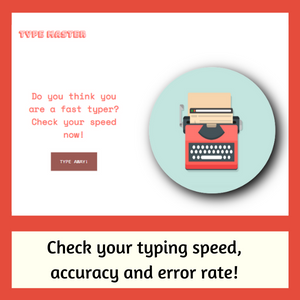 TYPE MASTER
Do you think you
are a fast typer?
Check your speed
now!
TYPE AWAY!
Check your typing speed,
accuracy and error rate!